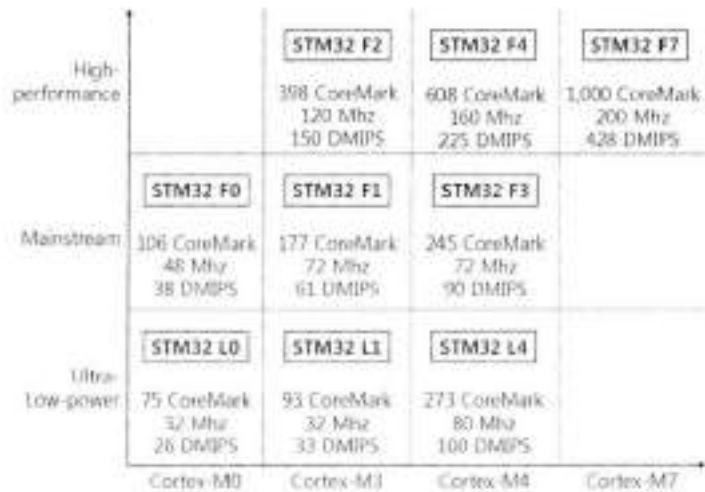 High-
performance
STM32 F2
398 CoreMark
120 Mhz
150 DMIPS
STM32 F4
608 CoreMark
160 Mhz
225 DMIPS
STM32 F7
1,000 CoreMark
200 Mhz
428 DMIPS
Mainstream
STM32 F0
106 CoreMark
48 Mhz
38 DMIPS
STM32 F1
177 CoreMark
72 Mhz
61 DMIPS
STM32 F3
245 CoreMark
72 Mhz
90 DMIPS
Ultra-
Low-power
STM32 L0
75 CoreMark
32 Mhz
26 DMIPS
STM32 L1
93 CoreMark
32 Mhz
33 DMIPS
STM32 L4
273 CoreMark
80 Mhz
100 DMIPS
Cortex-M0
Cortex-M3
Cortex-M4
Cortex-M7